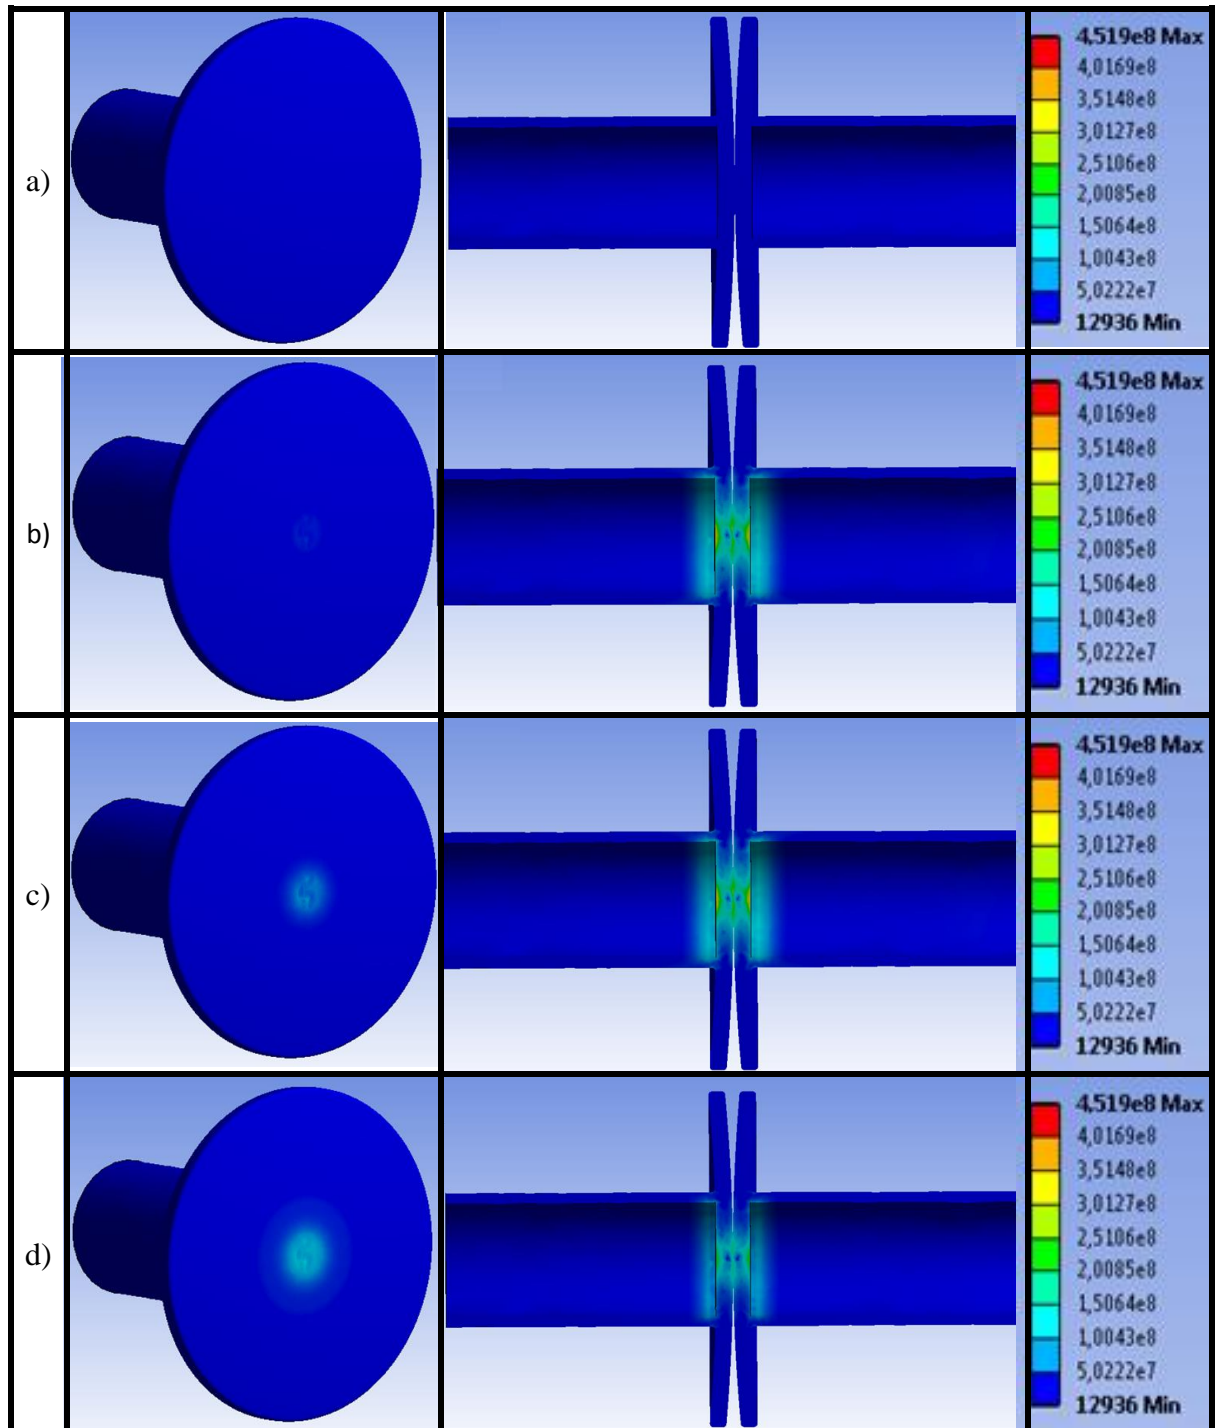 a)
4,519e8 Max
4,0169e8
3,5148e8
3,0127e8
2,5106e8
2,0085e8
1,5064e8
1,0043e8
5,0222e7
12936 Min
b)
4,519e8 Max
4,0169e8
3,5148e8
3,0127e8
2,5106e8
2,0085e8
1,5064e8
1,0043e8
5,0222e7
12936 Min
c)
4,519e8 Max
4,0169e8
3,5148e8
3,0127e8
2,5106e8
2,0085e8
1,5064e8
1,0043e8
5,0222e7
12936 Min
d)
4,519e8 Max
4,0169e8
3,5148e8
3,0127e8
2,5106e8
2,0085e8
1,5064e8
1,0043e8
5,0222e7
12936 Min